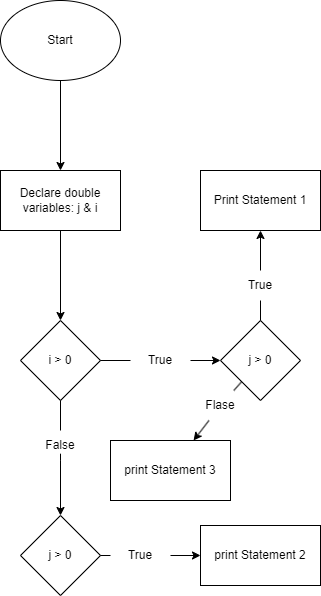 Start
Declare double
variables: j & i
Print Statement 1
True
i > 0
True
j > 0
Flase
False
print Statement 3
j > 0
True
print Statement 2